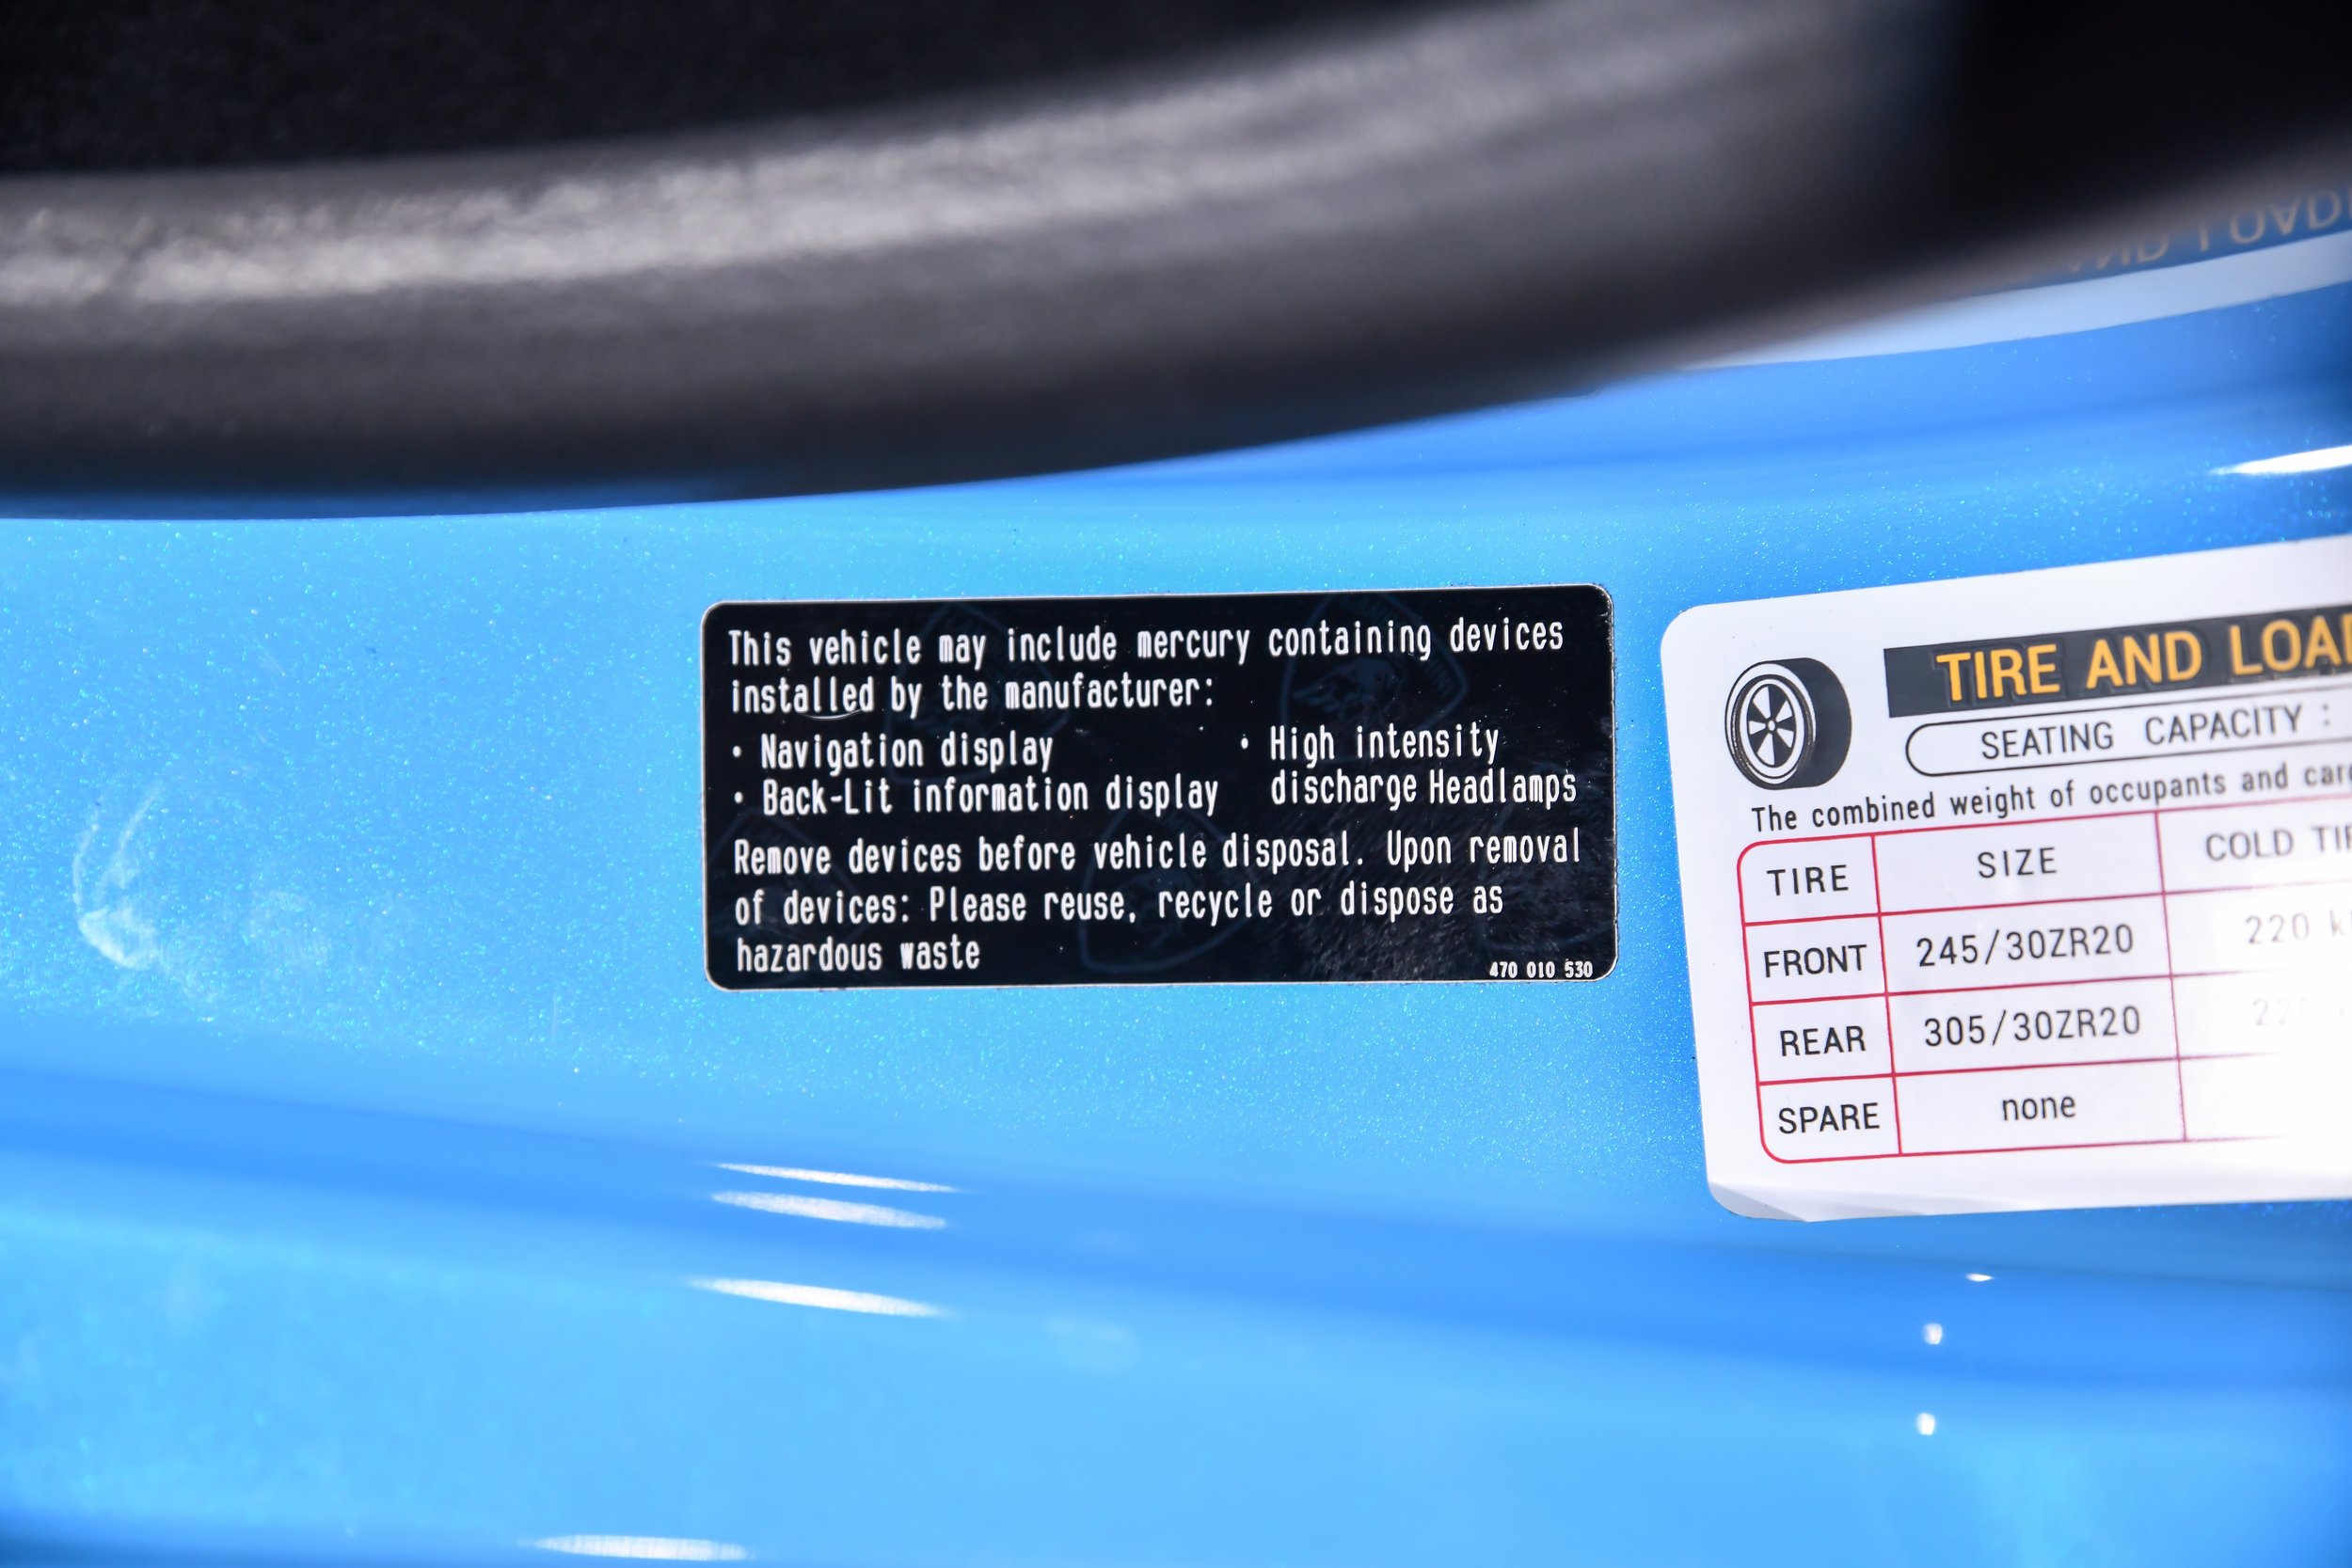 This vehicle may include mercury containing devices
installed by the manufacturer:
• Navigation display
• Back-Lit information display
• High intensity
discharge Headlamps
Remove devices before vehicle disposal. Upon removal
of devices: Please reuse, recycle or dispose as
hazardous waste
470 010 530
TIRE AND
SEATING CAPACITY :
The combined weight of occupants and
TIRE SIZE COLD
FRONT 245/30ZR20 220
REAR 305/30ZR20
SPARE none